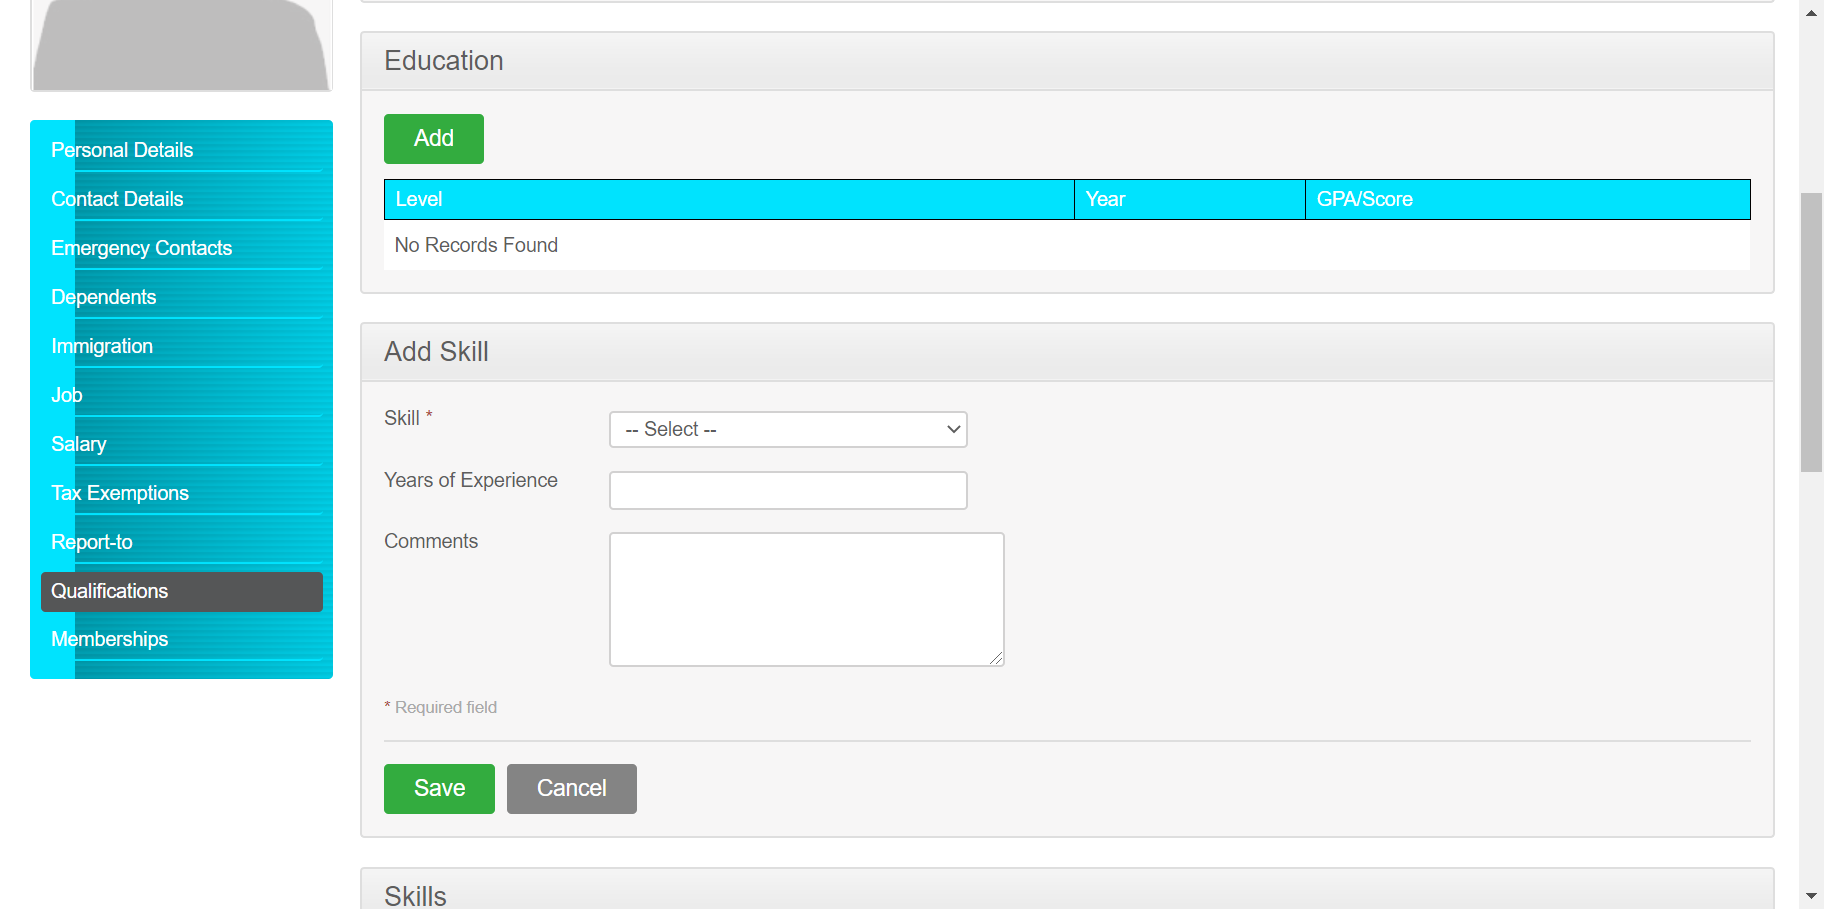 Personal Details
Contact Details
Emergency Contacts
Dependents
Immigration
Job
Salary
Tax Exemptions
Report-to
Qualifications
Memberships
Education
Add
Level Year GPA/Score
No Records Found
Add Skill
Skill *
-- Select --
Years of Experience
Comments
* Required field
Save Cancel
Skills